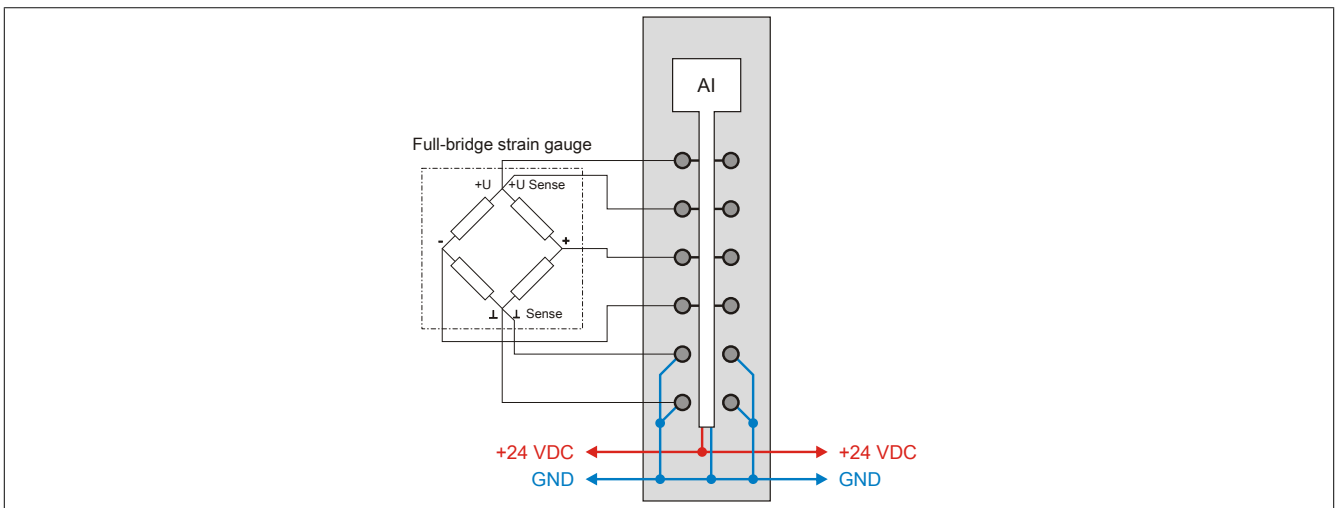 AI
Full-bridge strain gauge
+U +U Sense
- +
⊥ ⊥ Sense
+24 VDC +24 VDC
GND GND